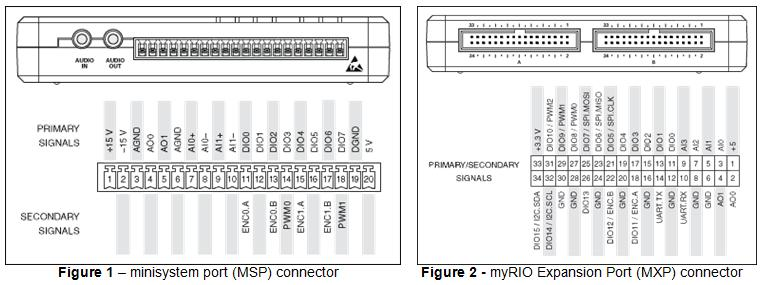 AUDIO IN
AUDIO OUT
PRIMARY SIGNALS
+15 V
-15 V
AGND
AO0
AO1
AGND
AI0+
AI0–
AI1+
AI1–
DIO0
DIO1
DIO2
DIO3
DIO4
DIO5
DIO6
DIO7
DGND
5 V
1 2 3 4 5 6 7 8 9 10 11 12 13 14 15 16 17 18 19 20
SECONDARY SIGNALS
ENC0.A
ENC0.B
PWM0
ENC1.A
ENC1.B
PWM1
Figure 1 – minisystem port (MSP) connector
33 1 33 1
34 2 34 2
A B
PRIMARY/SECONDARY SIGNALS
+3.3 V
DIO10 / PWM2
DIO9 / PWM1
DIO8 / PWM0
DIO7 / SPI.MOSI
DIO6 / SPI.MISO
DIO5 / SPI.CLK
DIO4
DIO3
DIO2
DIO1
DIO0
AI3
AI2
AI1
AI0
+5
33 31 29 27 25 23 21 19 17 15 13 11 9 7 5 3 1
34 32 30 28 26 24 22 20 18 16 14 12 10 8 6 4 2
DIO15 / I2C.SDA
DIO14 / I2C.SCL
GND
GND
DIO13
GND
DIO12 / ENC.B
GND
DIO11 / ENC.A
GND
UART.TX
GND
UART.RX
GND
GND
AO1
AO0
Figure 2 - myRIO Expansion Port (MXP) connector